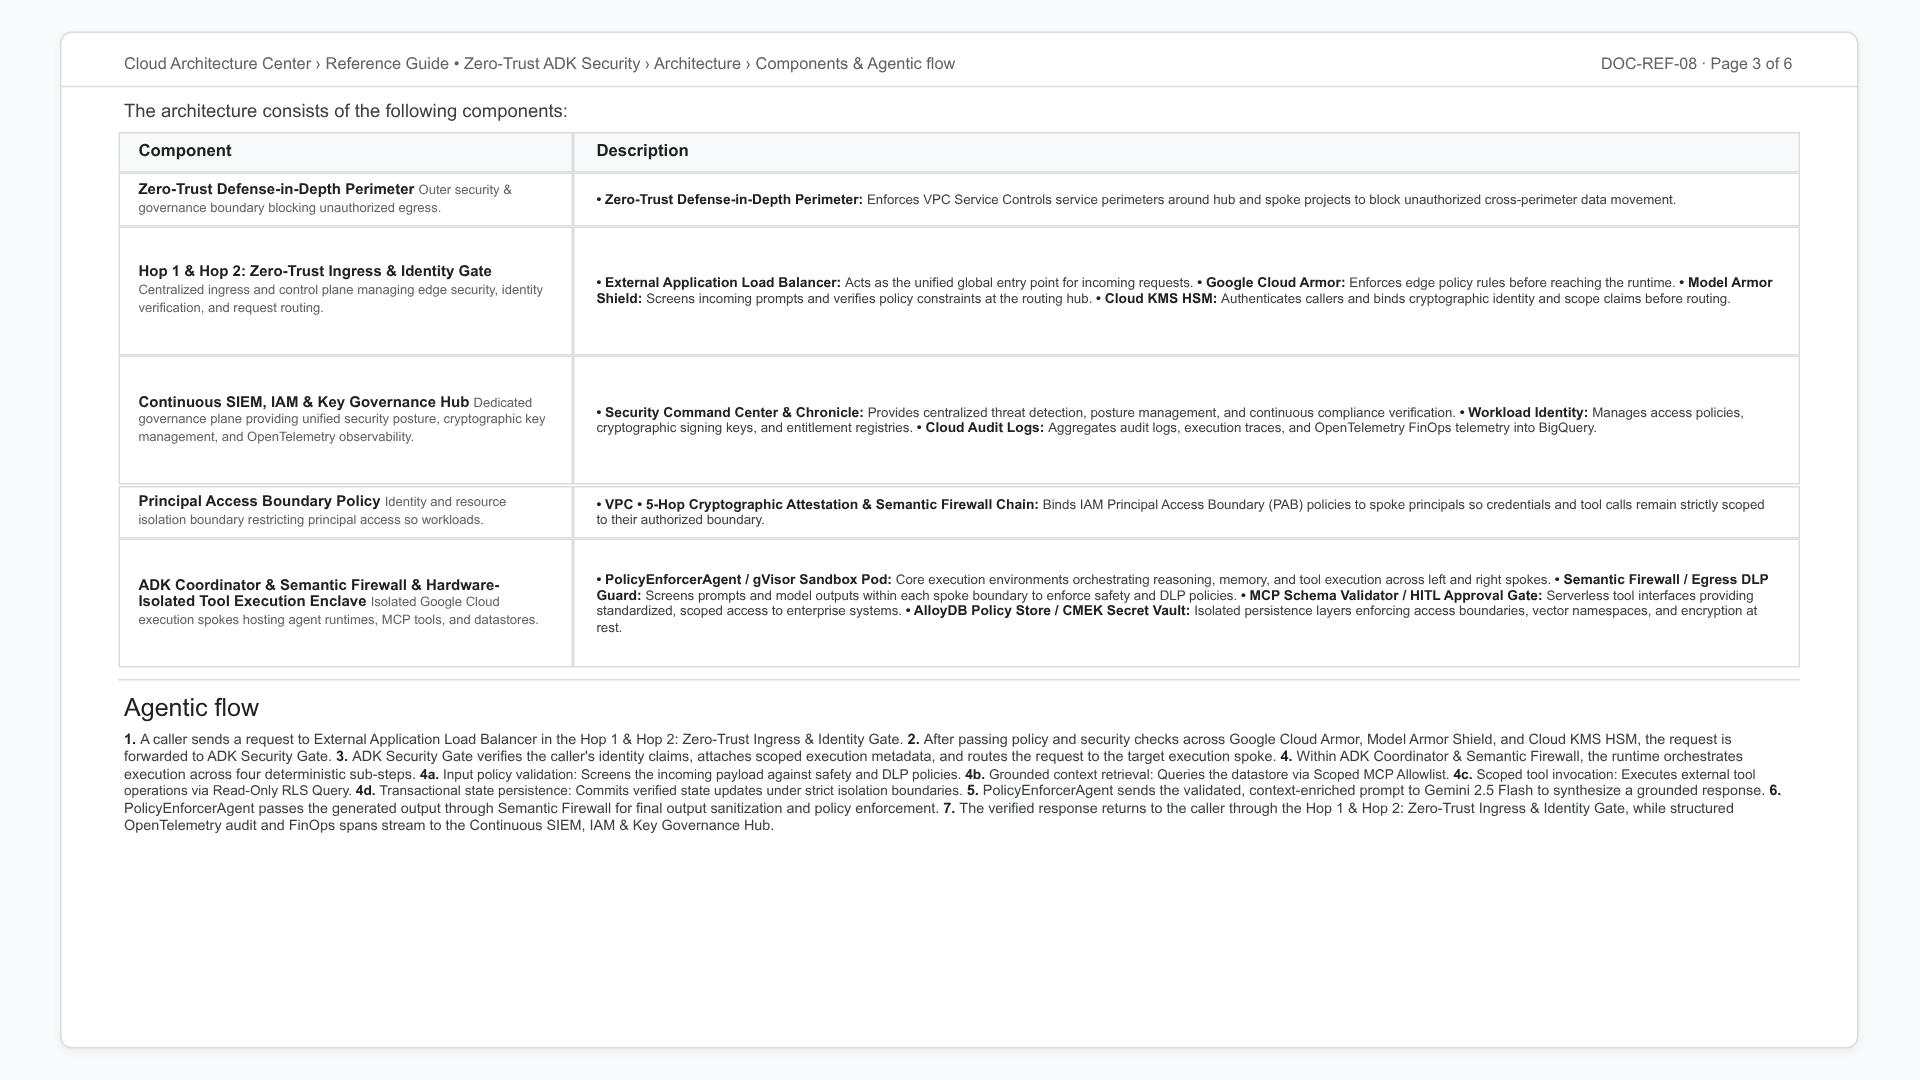 Cloud Architecture Center › Reference Guide • Zero-Trust ADK Security › Architecture › Components & Agentic flow
DOC-REF-08 · Page 3 of 6
The architecture consists of the following components:
Component
Description
Zero-Trust Defense-in-Depth Perimeter Outer security &
governance boundary blocking unauthorized egress.
• Zero-Trust Defense-in-Depth Perimeter: Enforces VPC Service Controls service perimeters around hub and spoke projects to block unauthorized cross-perimeter data movement.
Hop 1 & Hop 2: Zero-Trust Ingress & Identity Gate
Centralized ingress and control plane managing edge security, identity
verification, and request routing.
• External Application Load Balancer: Acts as the unified global entry point for incoming requests. • Google Cloud Armor: Enforces edge policy rules before reaching the runtime. • Model Armor
Shield: Screens incoming prompts and verifies policy constraints at the routing hub. • Cloud KMS HSM: Authenticates callers and binds cryptographic identity and scope claims before routing.
Continuous SIEM, IAM & Key Governance Hub Dedicated
governance plane providing unified security posture, cryptographic key
management, and OpenTelemetry observability.
• Security Command Center & Chronicle: Provides centralized threat detection, posture management, and continuous compliance verification. • Workload Identity: Manages access policies,
cryptographic signing keys, and entitlement registries. • Cloud Audit Logs: Aggregates audit logs, execution traces, and OpenTelemetry FinOps telemetry into BigQuery.
Principal Access Boundary Policy Identity and resource
isolation boundary restricting principal access so workloads.
• VPC • 5-Hop Cryptographic Attestation & Semantic Firewall Chain: Binds IAM Principal Access Boundary (PAB) policies to spoke principals so credentials and tool calls remain strictly scoped
to their authorized boundary.
ADK Coordinator & Semantic Firewall & Hardware-
Isolated Tool Execution Enclave Isolated Google Cloud
execution spokes hosting agent runtimes, MCP tools, and datastores.
• PolicyEnforcerAgent / gVisor Sandbox Pod: Core execution environments orchestrating reasoning, memory, and tool execution across left and right spokes. • Semantic Firewall / Egress DLP
Guard: Screens prompts and model outputs within each spoke boundary to enforce safety and DLP policies. • MCP Schema Validator / HITL Approval Gate: Serverless tool interfaces providing
standardized, scoped access to enterprise systems. • AlloyDB Policy Store / CMEK Secret Vault: Isolated persistence layers enforcing access boundaries, vector namespaces, and encryption at
rest.
Agentic flow
1. A caller sends a request to External Application Load Balancer in the Hop 1 & Hop 2: Zero-Trust Ingress & Identity Gate. 2. After passing policy and security checks across Google Cloud Armor, Model Armor Shield, and Cloud KMS HSM, the request is
forwarded to ADK Security Gate. 3. ADK Security Gate verifies the caller's identity claims, attaches scoped execution metadata, and routes the request to the target execution spoke. 4. Within ADK Coordinator & Semantic Firewall, the runtime orchestrates
execution across four deterministic sub-steps. 4a. Input policy validation: Screens the incoming payload against safety and DLP policies. 4b. Grounded context retrieval: Queries the datastore via Scoped MCP Allowlist. 4c. Scoped tool invocation: Executes external tool
operations via Read-Only RLS Query. 4d. Transactional state persistence: Commits verified state updates under strict isolation boundaries. 5. PolicyEnforcerAgent sends the validated, context-enriched prompt to Gemini 2.5 Flash to synthesize a grounded response. 6.
PolicyEnforcerAgent passes the generated output through Semantic Firewall for final output sanitization and policy enforcement. 7. The verified response returns to the caller through the Hop 1 & Hop 2: Zero-Trust Ingress & Identity Gate, while structured
OpenTelemetry audit and FinOps spans stream to the Continuous SIEM, IAM & Key Governance Hub.